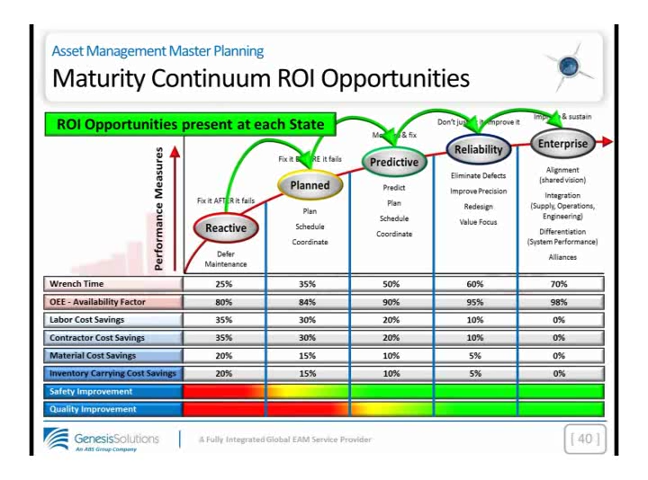 Asset Management Master Planning
Maturity Continuum ROI Opportunities
ROI Opportunities present at each State
Performance Measures
Fix it AFTER it fails
Reactive
Defer
Maintenance
Fix it it fails
Planned
Plan
Schedule
Coordinate
& fix
Predictive
Predict
Plan
Schedule
Coordinate
Don't just it improve it
Reliability
Eliminate Defects
Improve Precision
Redesign
Value Focus
& sustain
Enterprise
Alignment
(shared vision)
Integration
(Supply, Operations,
Engineering)
Differentiation
(System Performance)
Alliances
Wrench Time 25% 35% 50% 60% 70%
OEE - Availability Factor 80% 84% 90% 95% 98%
Labor Cost Savings 35% 30% 20% 10% 0%
Contractor Cost Savings 35% 30% 20% 10% 0%
Material Cost Savings 20% 15% 10% 5% 0%
Inventory Carrying Cost Savings 20% 15% 10% 5% 0%
Safety Improvement
Quality Improvement
GenesisSolutions
An ABS Group Company
A Fully Integrated Global EAM Service Provider
[ 40 ]